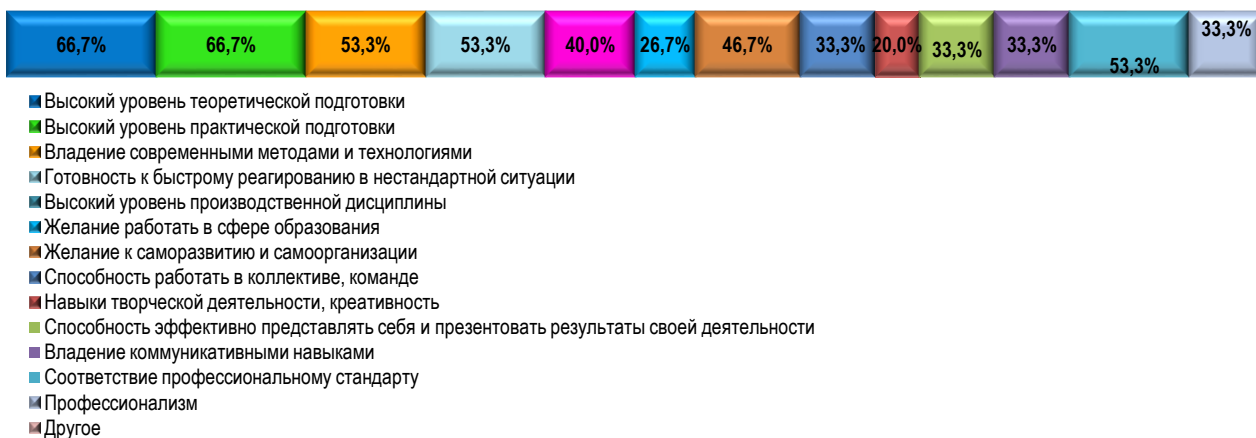 66,7% 66,7% 53,3% 53,3% 40,0% 26,7% 46,7% 33,3% 20,0% 33,3% 33,3% 53,3% 33,3%
Высокий уровень теоретической подготовки
Высокий уровень практической подготовки
Владение современными методами и технологиями
Готовность к быстрому реагированию в нестандартной ситуации
Высокий уровень производственной дисциплины
Желание работать в сфере образования
Желание к саморазвитию и самоорганизации
Способность работать в коллективе, команде
Навыки творческой деятельности, креативность
Способность эффективно представлять себя и презентовать результаты своей деятельности
Владение коммуникативными навыками
Соответствие профессиональному стандарту
Профессионализм
Другое